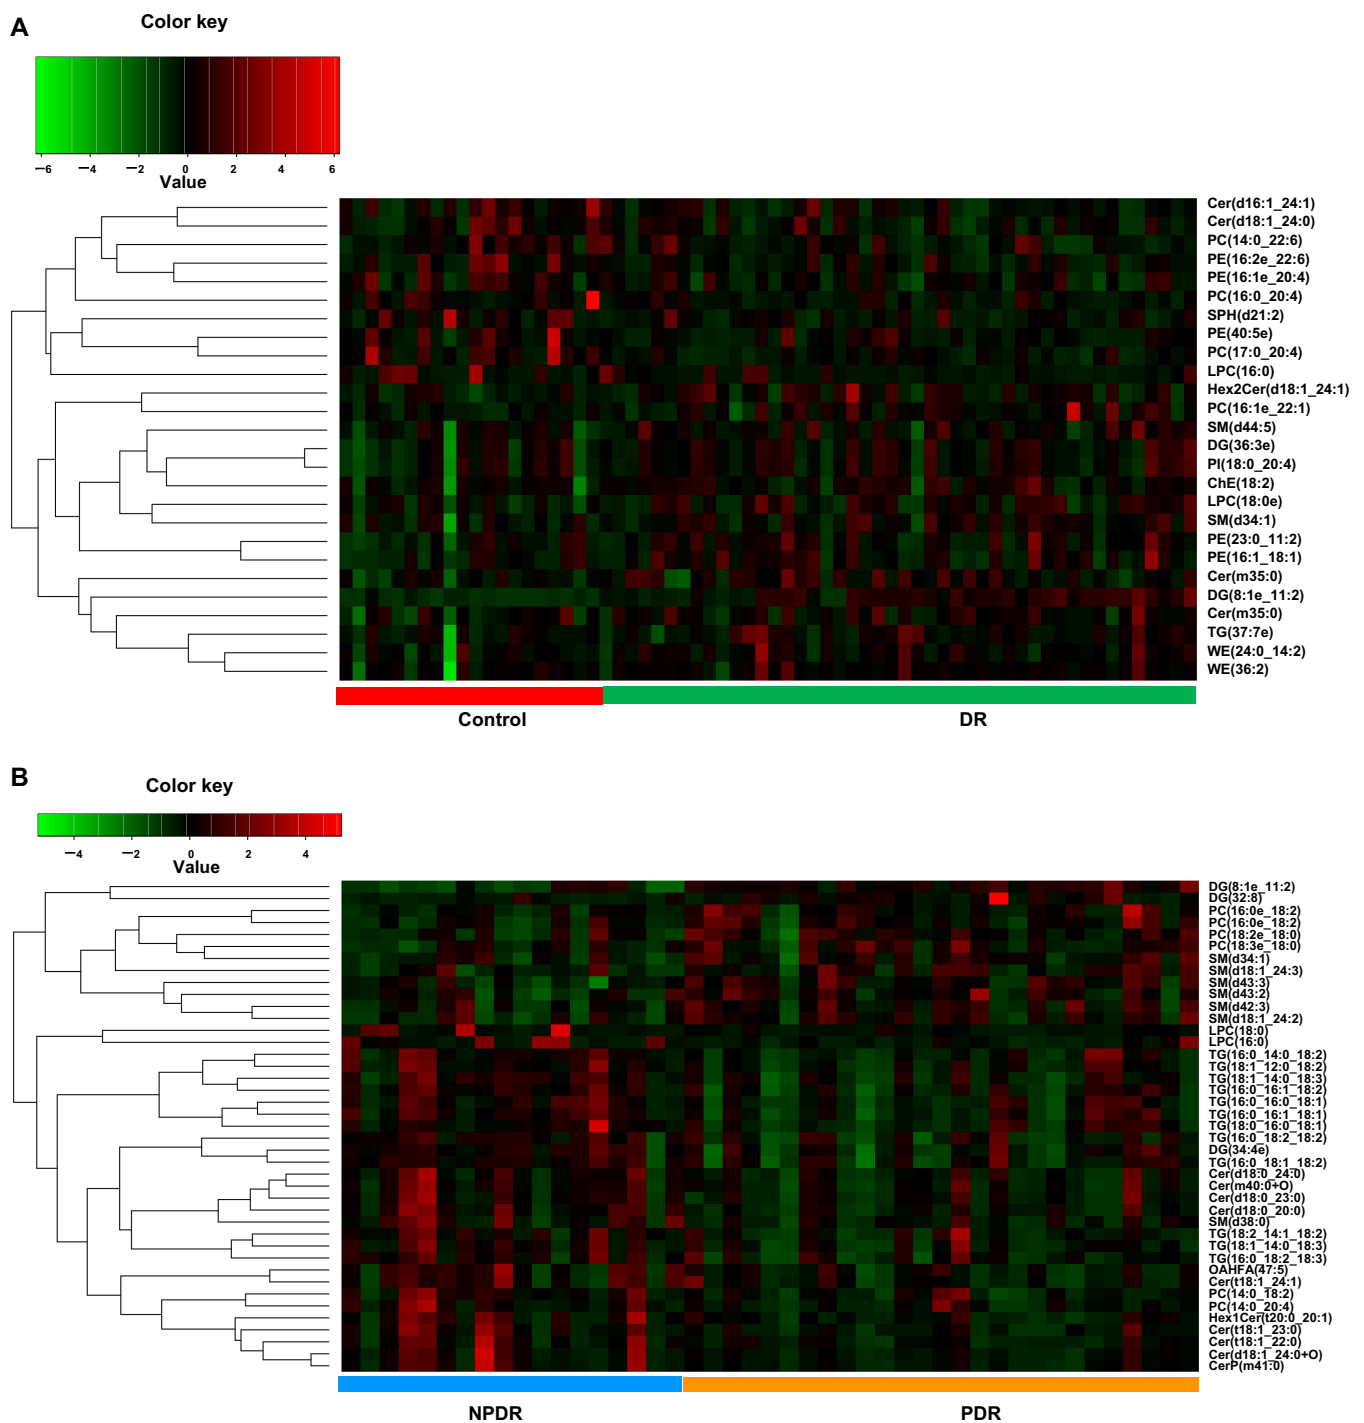 A
Color key
−6 −4 −2 0 2 4 6
Value
Cer(d16:1_24:1)
Cer(d18:1_24:0)
PC(14:0_22:6)
PE(16:2e_22:6)
PE(16:1e_20:4)
PC(16:0_20:4)
SPH(d21:2)
PE(40:5e)
PC(17:0_20:4)
LPC(16:0)
Hex2Cer(d18:1_24:1)
PC(16:1e_22:1)
SM(d44:5)
DG(36:3e)
PI(18:0_20:4)
ChE(18:2)
LPC(18:0e)
SM(d34:1)
PE(23:0_11:2)
PE(16:1_18:1)
Cer(m35:0)
DG(8:1e_11:2)
Cer(m35:0)
TG(37:7e)
WE(24:0_14:2)
WE(36:2)
Control DR
B
Color key
−4 −2 0 2 4
Value
DG(8:1e_11:2)
DG(32:8)
PC(16:0e_18:2)
PC(16:0e_18:2)
PC(18:2e_18:0)
PC(18:3e_18:0)
SM(d34:1)
SM(d18:1_24:3)
SM(d43:3)
SM(d43:2)
SM(d42:3)
SM(d18:1_24:2)
LPC(18:0)
LPC(16:0)
TG(16:0_14:0_18:2)
TG(18:1_12:0_18:2)
TG(18:1_14:0_18:3)
TG(16:0_16:1_18:2)
TG(16:0_16:0_18:1)
TG(16:0_16:1_18:1)
TG(18:0_16:0_18:1)
TG(16:0_18:2_18:2)
DG(34:4e)
TG(16:0_18:1_18:2)
Cer(d18:0_24:0)
Cer(m40:0+O)
Cer(d18:0_23:0)
Cer(d18:0_20:0)
SM(d38:0)
TG(18:2_14:1_18:2)
TG(18:1_14:0_18:3)
TG(16:0_18:2_18:3)
OAHFA(47:5)
Cer(t18:1_24:1)
PC(14:0_18:2)
PC(14:0_20:4)
Hex1Cer(t20:0_20:1)
Cer(t18:1_23:0)
Cer(t18:1_22:0)
Cer(d18:1_24:0+O)
CerP(m41:0)
NPDR PDR